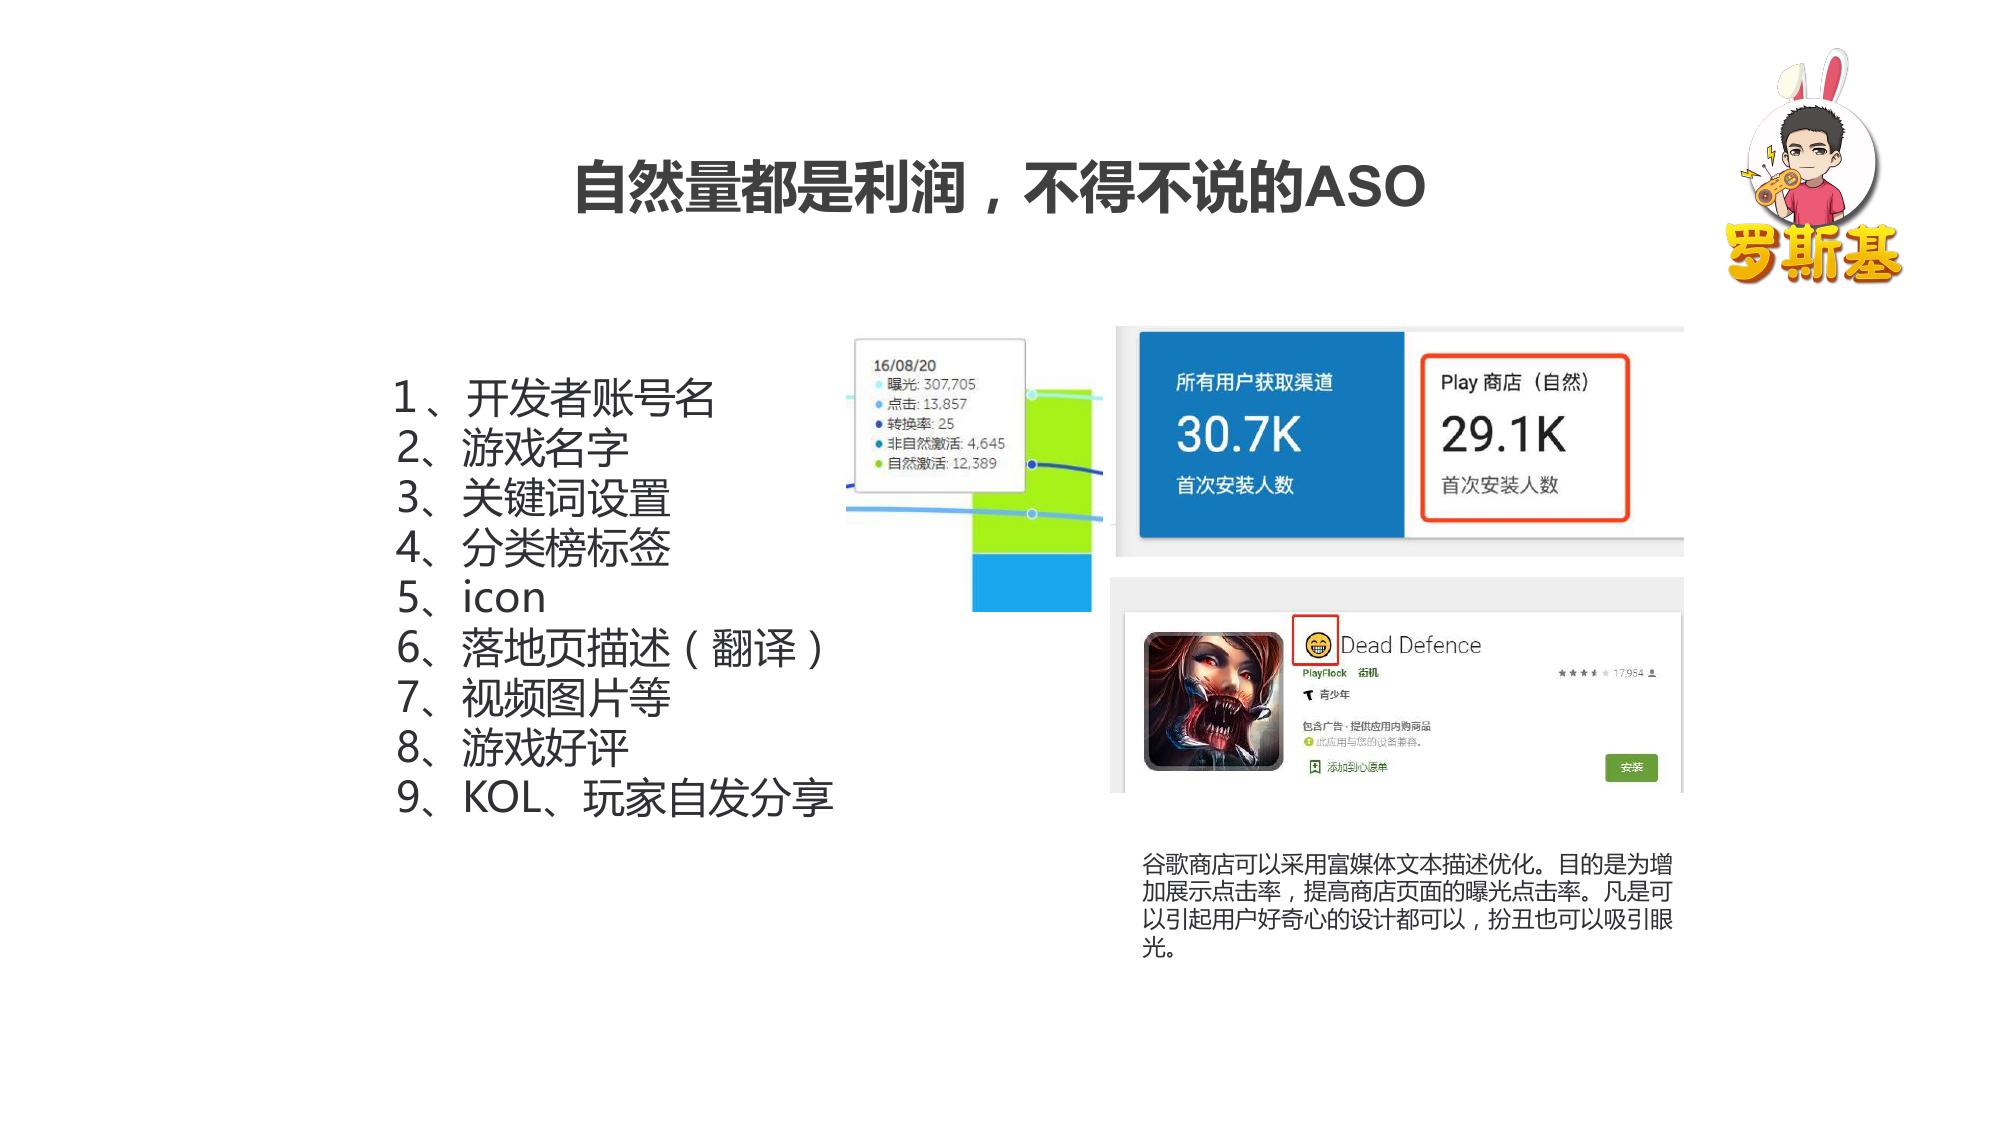 自然量都是利润，不得不说的ASO
罗斯基
1、开发者账号名
2、游戏名字
3、关键词设置
4、分类榜标签
5、icon
6、落地页描述（翻译）
7、视频图片等
8、游戏好评
9、KOL、玩家自发分享
16/08/20
曝光: 307,705
点击: 13,857
转换率: 25
非自然激活: 4,645
自然激活: 12,389
所有用户获取渠道
30.7K
首次安装人数
Play 商店（自然）
29.1K
首次安装人数
😁Dead Defence
PlayFlock 街机
17,954
青少年
包含广告 · 提供应用内购商品
此应用与您的设备兼容。
添加到心愿单
安装
谷歌商店可以采用富媒体文本描述优化。目的是为增
加展示点击率，提高商店页面的曝光点击率。凡是可
以引起用户好奇心的设计都可以，扮丑也可以吸引眼
光。